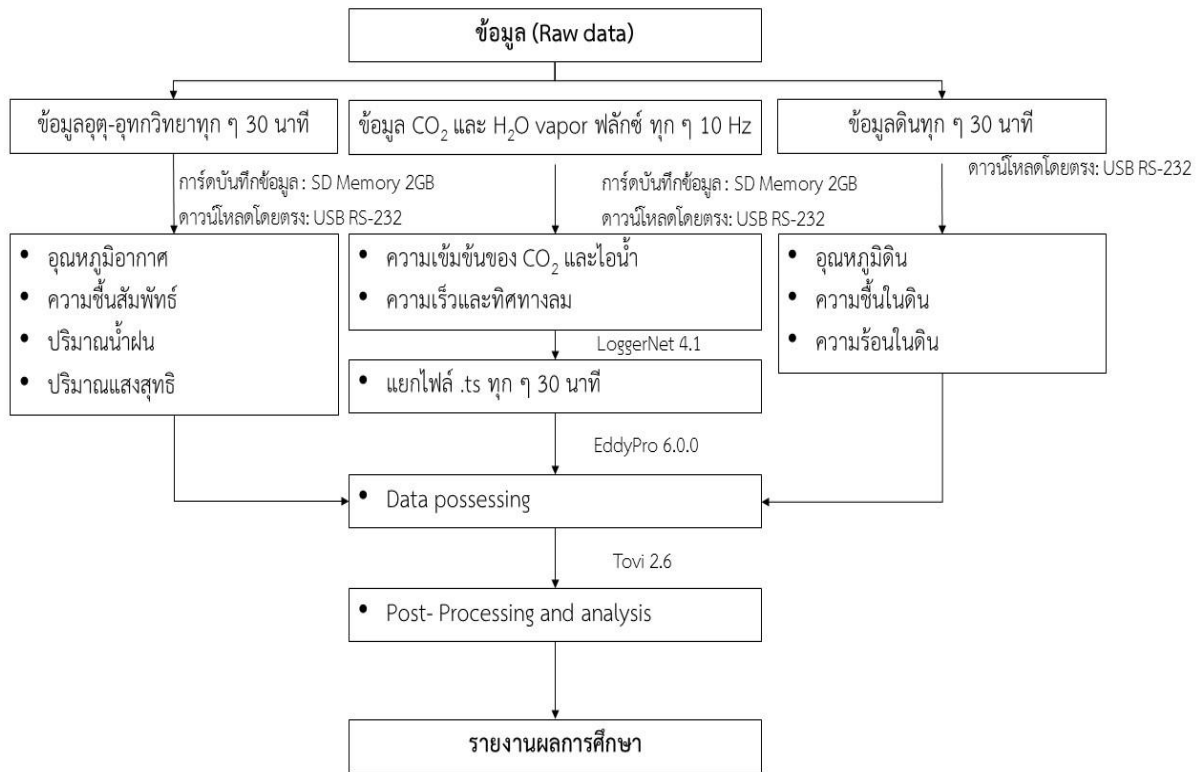 ข้อมูล (Raw data)
ข้อมูลอุตุ-อุทกวิทยาทุก ๆ 30 นาที
ข้อมูล CO₂ และ H₂O vapor ฟลักซ์ ทุก ๆ 10 Hz
ข้อมูลดินทุก ๆ 30 นาที
การ์ดบันทึกข้อมูล : SD Memory 2GB
ดาวน์โหลดโดยตรง: USB RS-232
การ์ดบันทึกข้อมูล : SD Memory 2GB
ดาวน์โหลดโดยตรง: USB RS-232
ดาวน์โหลดโดยตรง: USB RS-232
• อุณหภูมิอากาศ
• ความชื้นสัมพัทธ์
• ปริมาณน้ำฝน
• ปริมาณแสงสุทธิ
• ความเข้มข้นของ CO₂ และไอน้ำ
• ความเร็วและทิศทางลม
• อุณหภูมิดิน
• ความชื้นในดิน
• ความร้อนในดิน
LoggerNet 4.1
• แยกไฟล์ .ts ทุก ๆ 30 นาที
EddyPro 6.0.0
• Data possessing
Tovi 2.6
• Post- Processing and analysis
รายงานผลการศึกษา